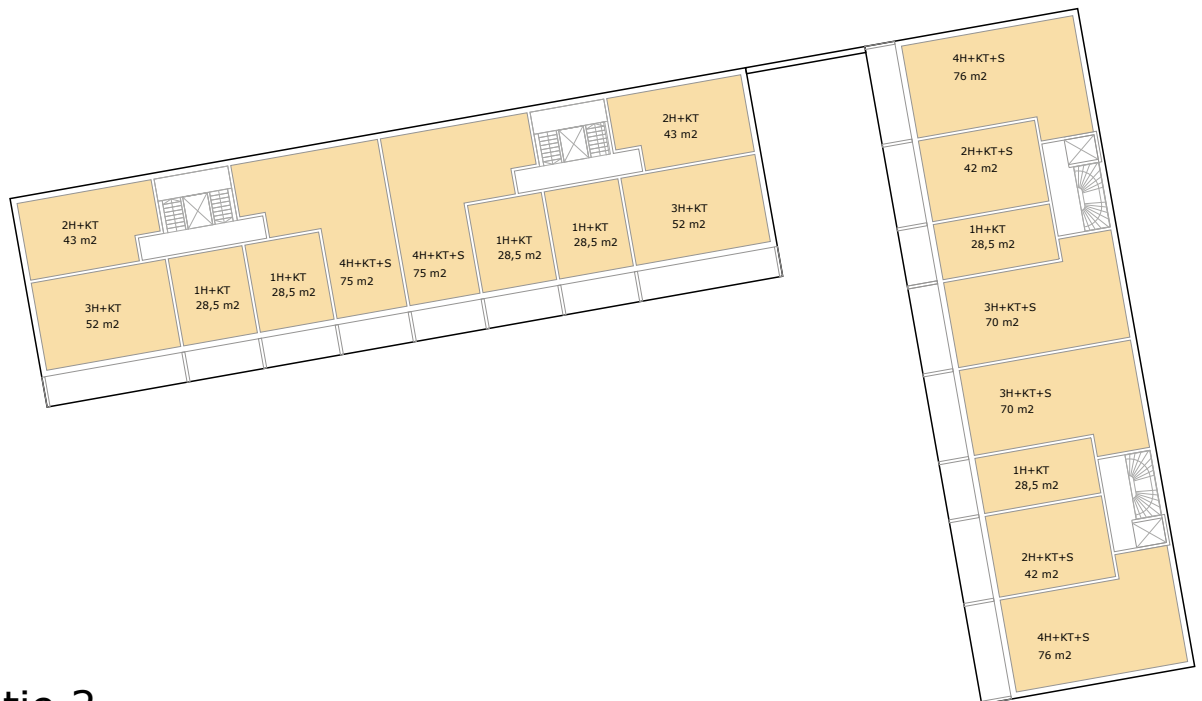 2H+KT
43 m2
3H+KT
52 m2
1H+KT
28,5 m2
1H+KT
28,5 m2
4H+KT+S
75 m2
4H+KT+S
75 m2
1H+KT
28,5 m2
1H+KT
28,5 m2
2H+KT
43 m2
3H+KT
52 m2
4H+KT+S
76 m2
2H+KT+S
42 m2
1H+KT
28,5 m2
3H+KT+S
70 m2
3H+KT+S
70 m2
1H+KT
28,5 m2
2H+KT+S
42 m2
4H+KT+S
76 m2